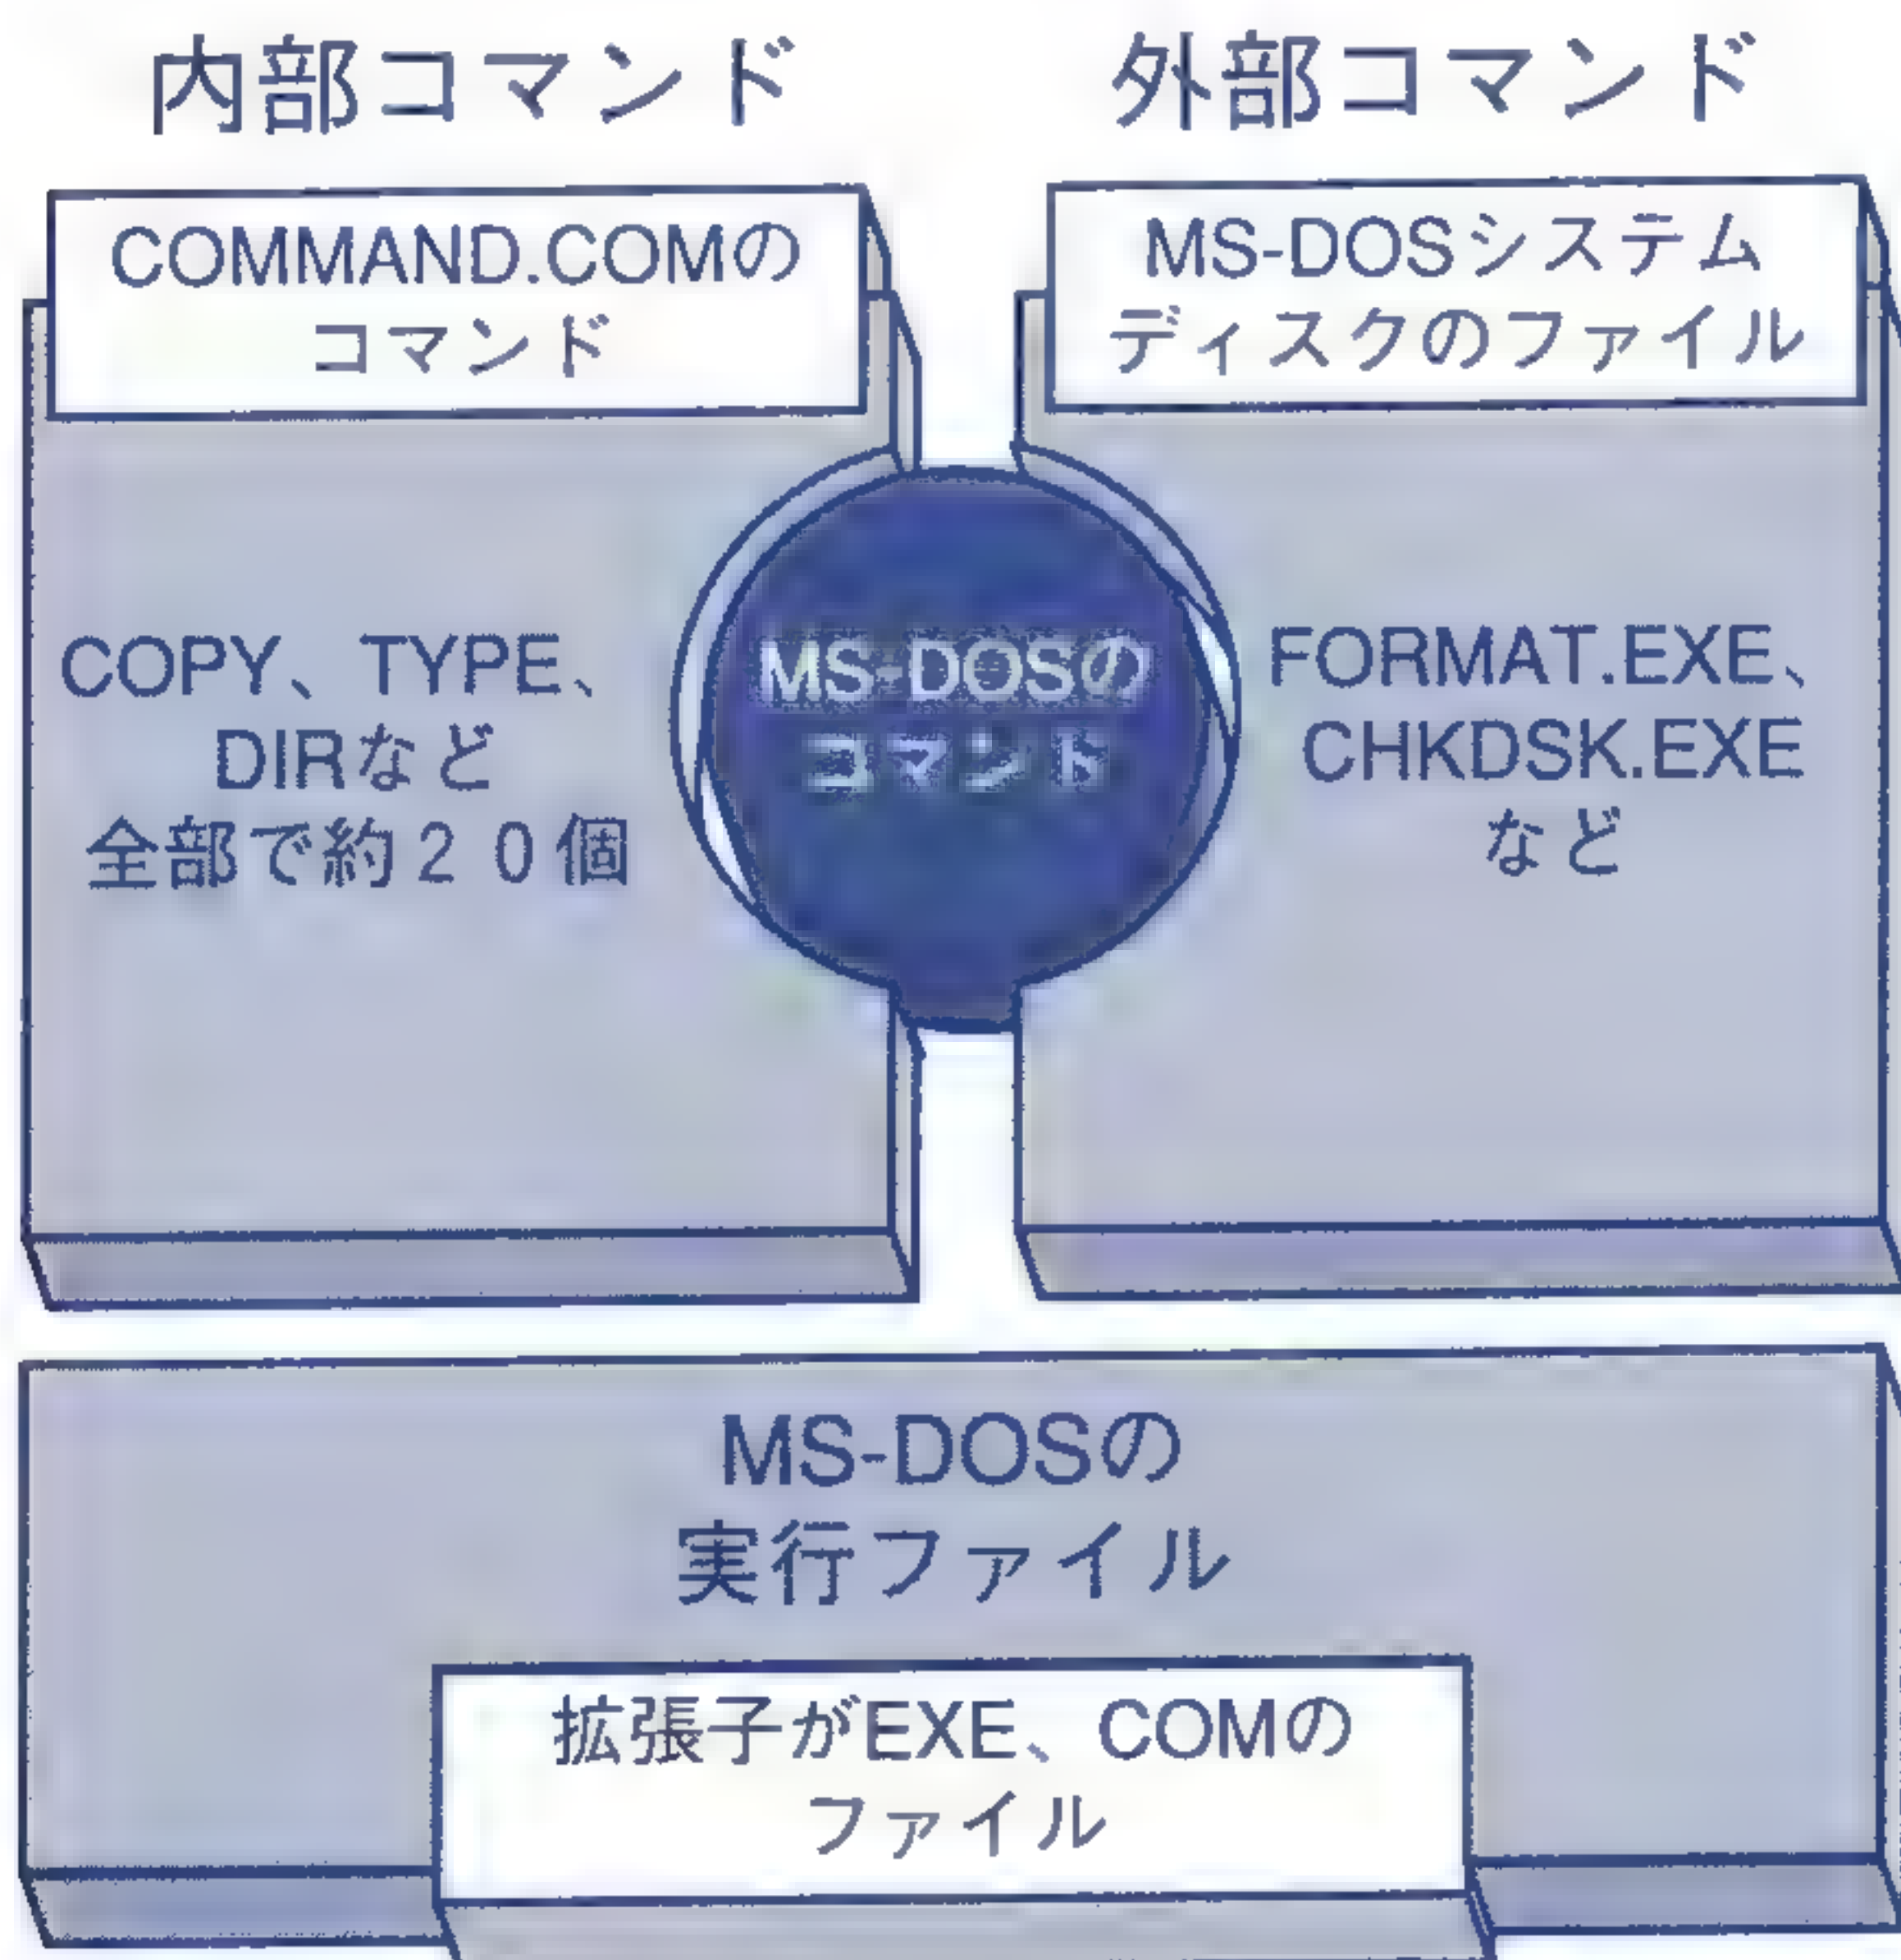 内部コマンド
外部コマンド
COMMAND.COMの
コマンド
MS-DOSシステム
ディスクのファイル
COPY、TYPE、
DIRなど
全部で約２０個
MS-DOSの
コマンド
FORMAT.EXE、
CHKDSK.EXE
など
MS-DOSの
実行ファイル
拡張子がEXE、COMの
ファイル